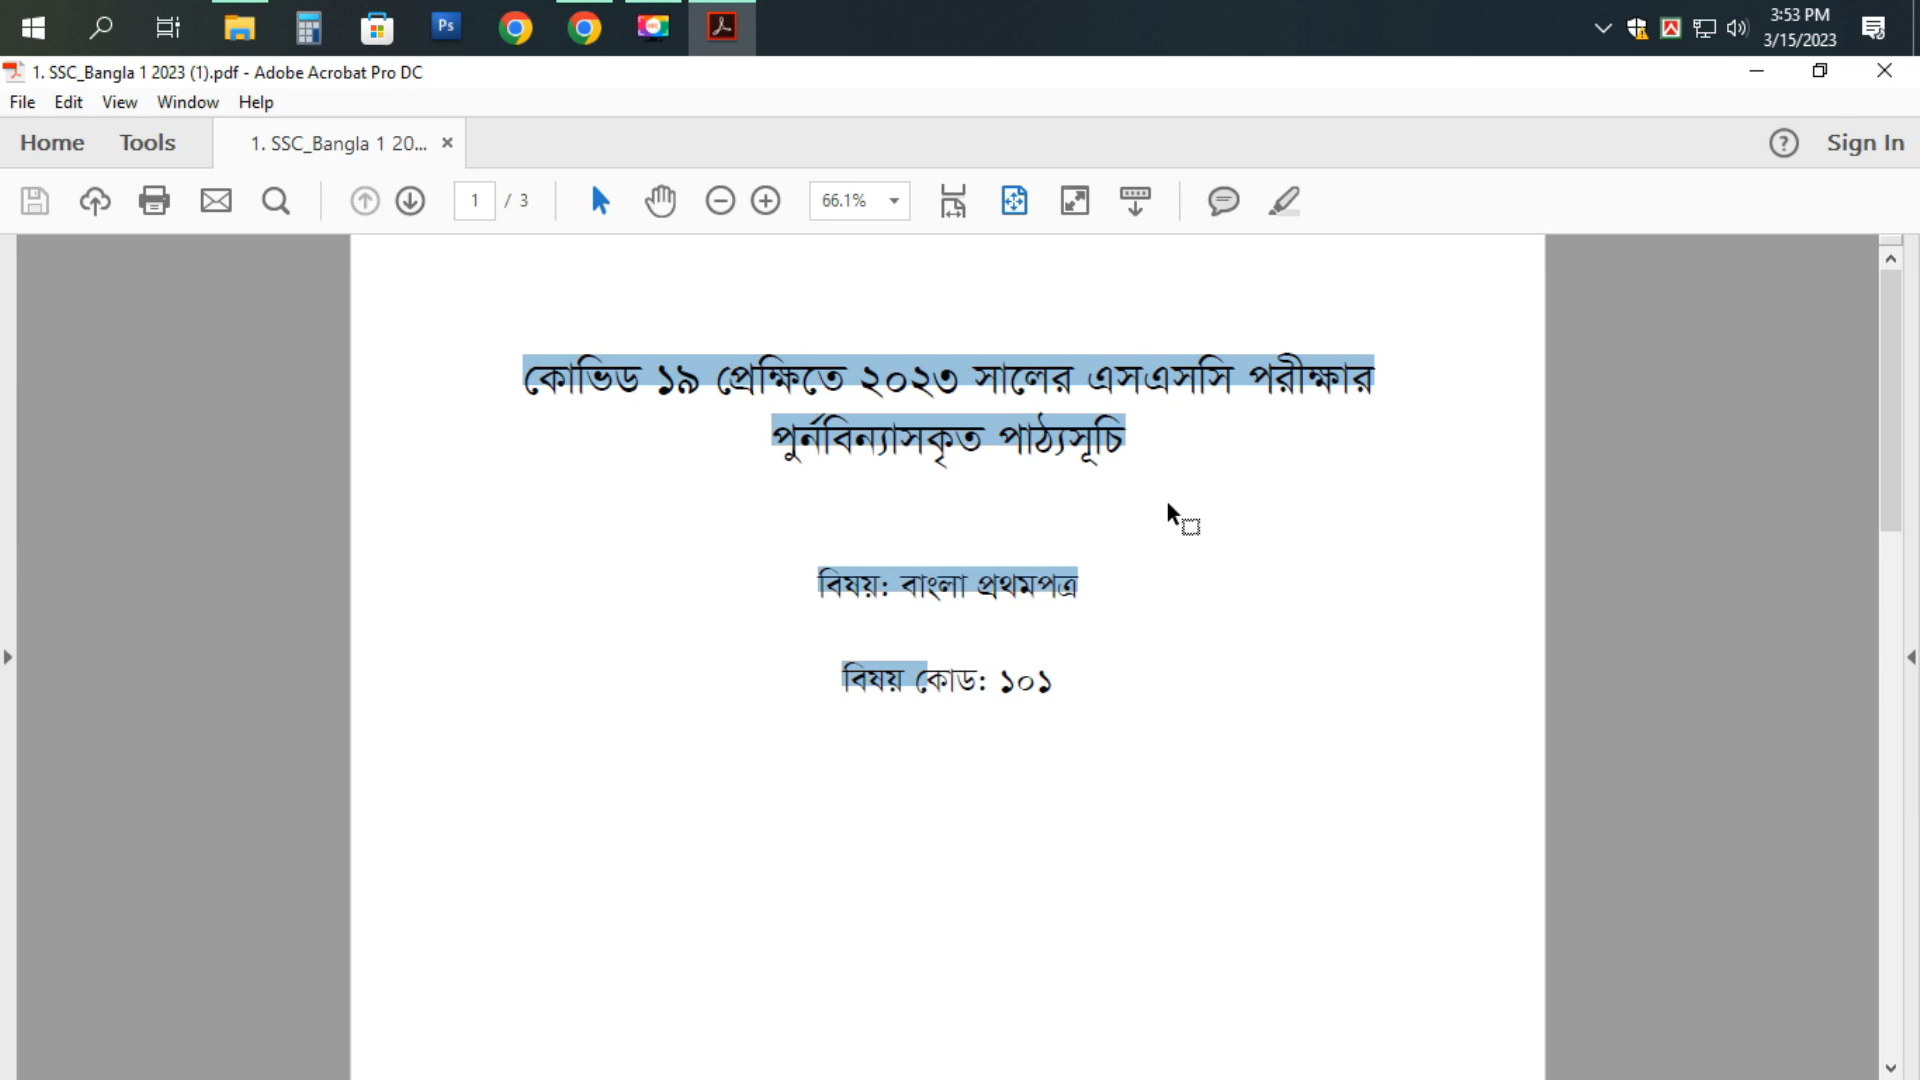 Ps
3:53 PM
3/15/2023
1. SSC_Bangla 1 2023 (1).pdf - Adobe Acrobat Pro DC
File Edit View Window Help
Home Tools 1. SSC_Bangla 1 20... × ? Sign In
1 / 3 66.1%
কোভিড ১৯ প্রেক্ষিতে ২০২৩ সালের এসএসসি পরীক্ষার
পুর্নবিন্যাসকৃত পাঠ্যসূচি
বিষয়: বাংলা প্রথমপত্র
বিষয় কোড: ১০১